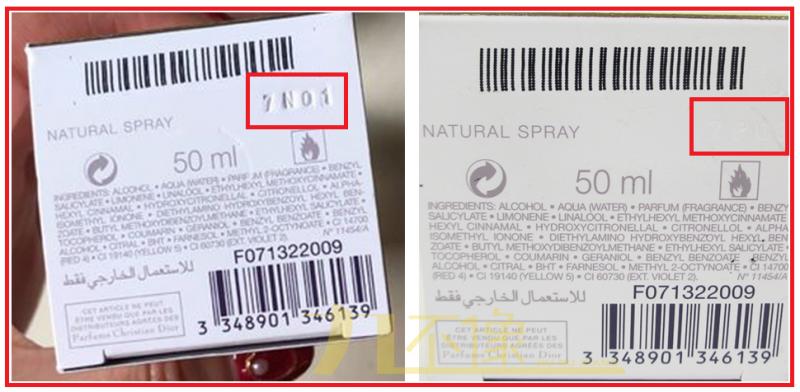 7N01
NATURAL SPRAY
50 ml
INGREDIENTS: ALCOHOL • AQUA (WATER) • PARFUM (FRAGRANCE) • BENZYL
SALICYLATE • LIMONENE • LINALOOL • ETHYLHEXYL METHOXYCINNAMATE •
HEXYL CINNAMAL • HYDROXYCITRONELLAL • CITRONELLOL • ALPHA-
ISOMETHYL IONONE • DIETHYLAMINO HYDROXYBENZOYL HEXYL BEN-
ZOATE • BUTYL METHOXYDIBENZOYLMETHANE • ETHYLHEXYL SALICYLATE •
TOCOPHEROL • COUMARIN • GERANIOL • BENZYL BENZOATE • BENZYL
ALCOHOL • CITRAL • BHT • FARNESOL • METHYL 2-OCTYNOATE • CI 14700
(RED 4) • CI 19140 (YELLOW 5) • CI 60730 (EXT. VIOLET 2). N° 11454/A
للاستعمال الخارجي فقط
F071322009
CET ARTICLE NE PEUT
ÊTRE VENDU QUE PAR LES
DISTRIBUTEURS AGRÉÉS DES
Parfums Christian Dior
3 348901 346139
NATURAL SPRAY
50 ml
INGREDIENTS: ALCOHOL • AQUA (WATER) • PARFUM (FRAGRANCE) • BENZY
SALICYLATE • LIMONENE • LINALOOL • ETHYLHEXYL METHOXYCINNAMATE
HEXYL CINNAMAL • HYDROXYCITRONELLAL • CITRONELLOL • ALPHA
ISOMETHYL IONONE • DIETHYLAMINO HYDROXYBENZOYL HEXYL BEN
ZOATE • BUTYL METHOXYDIBENZOYLMETHANE • ETHYLHEXYL SALICYLATE •
TOCOPHEROL • COUMARIN • GERANIOL • BENZYL BENZOATE • BENZYL
ALCOHOL • CITRAL • BHT • FARNESOL • METHYL 2-OCTYNOATE • CI 14700
(RED 4) • CI 19140 (YELLOW 5) • CI 60730 (EXT. VIOLET 2). N° 11454/A
للاستعمال الخارجي فقط
F071322009
CET ARTICLE NE PEUT
ÊTRE VENDU QUE PAR LES
DISTRIBUTEURS AGRÉÉS DES
Parfums Christian Dior
3 348901 346139